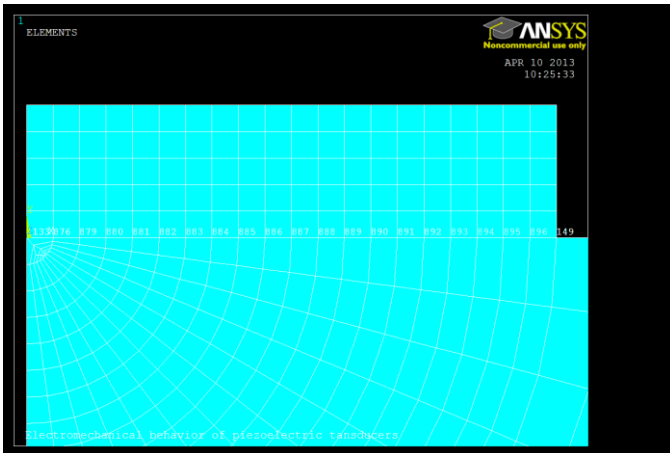 1
ELEMENTS
ANSYS
Noncommercial use only
APR 10 2013
10:25:33
876 879 880 881 882 883 884 885 886 887 888 889 890 891 892 893 894 895 896 149
Electromechanical behavior of piezoelectric tansducers